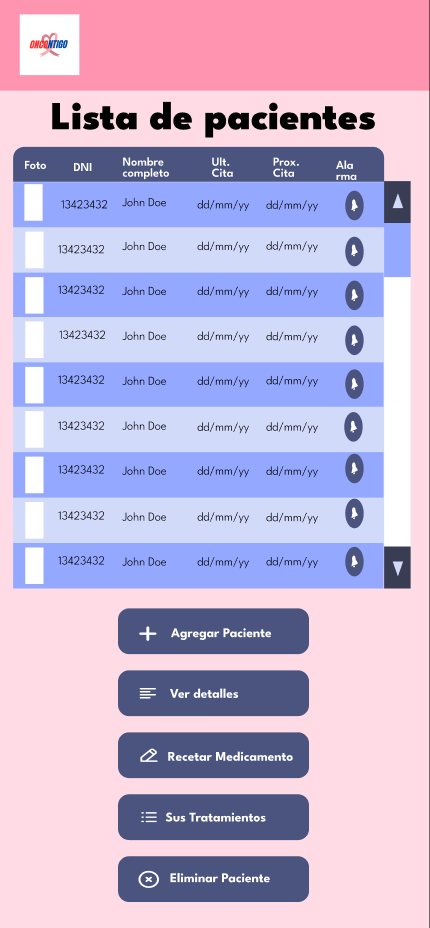 ONCONTIGO
Lista de pacientes
Foto DNI Nombre completo Ult. Cita Prox. Cita Ala rma
13423432 John Doe dd/mm/yy dd/mm/yy
13423432 John Doe dd/mm/yy dd/mm/yy
13423432 John Doe dd/mm/yy dd/mm/yy
13423432 John Doe dd/mm/yy dd/mm/yy
13423432 John Doe dd/mm/yy dd/mm/yy
13423432 John Doe dd/mm/yy dd/mm/yy
13423432 John Doe dd/mm/yy dd/mm/yy
13423432 John Doe dd/mm/yy dd/mm/yy
13423432 John Doe dd/mm/yy dd/mm/yy
Agregar Paciente
Ver detalles
Recetar Medicamento
Sus Tratamientos
Eliminar Paciente